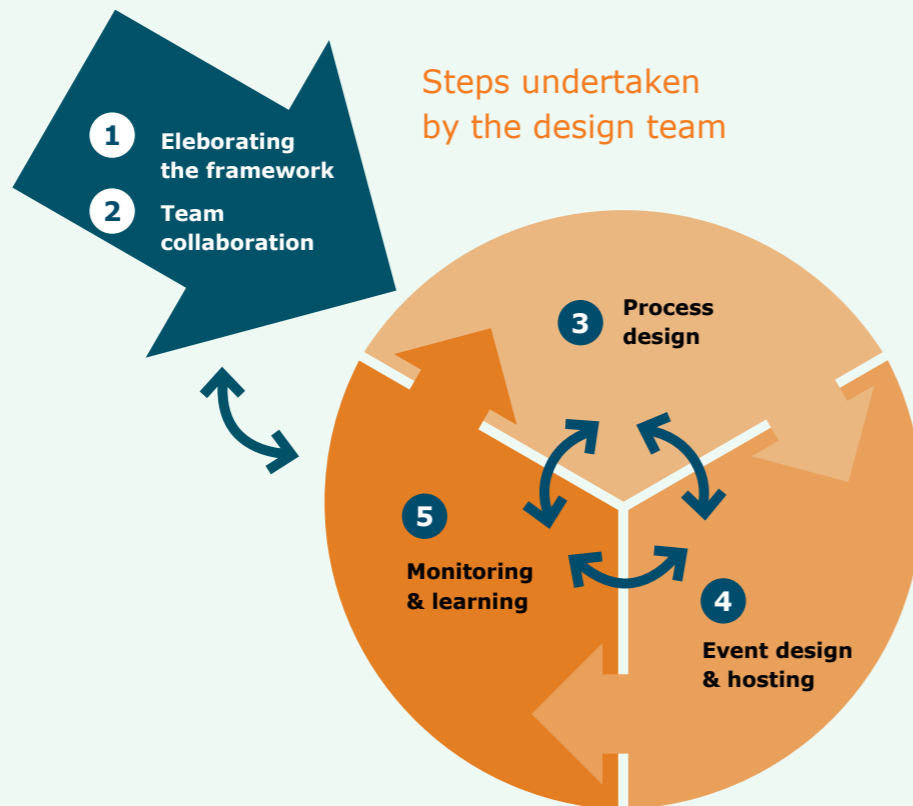 Steps undertaken
by the design team
1 Eleborating
the framework
2 Team
collaboration
3 Process
design
4
Event design
& hosting
5
Monitoring
& learning